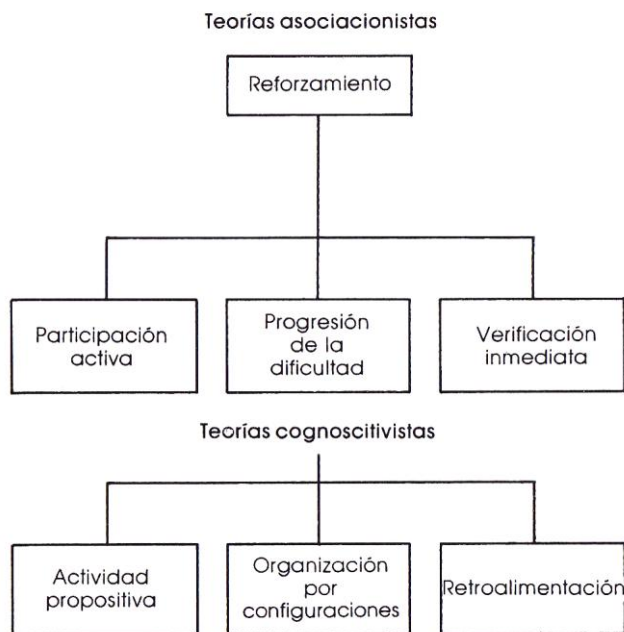 Teorías asociacionistas
Reforzamiento
Participación
activa
Progresión
de la
dificultad
Verificación
inmediata
Teorías cognoscitivistas
Actividad
propositiva
Organización
por
configuraciones
Retroalimentación